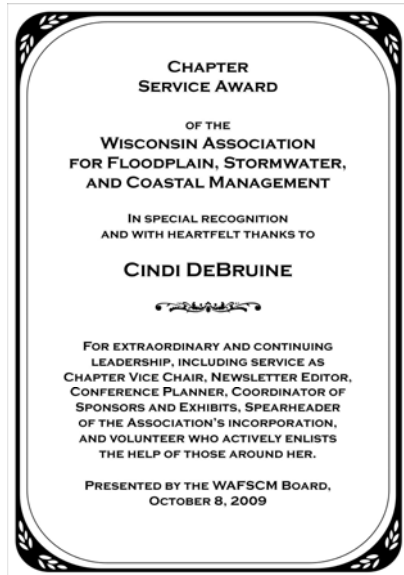 CHAPTER
SERVICE AWARD
OF THE
WISCONSIN ASSOCIATION
FOR FLOODPLAIN, STORMWATER,
AND COASTAL MANAGEMENT
IN SPECIAL RECOGNITION
AND WITH HEARTFELT THANKS TO
CINDI DEBRUINE
FOR EXTRAORDINARY AND CONTINUING
LEADERSHIP, INCLUDING SERVICE AS
CHAPTER VICE CHAIR, NEWSLETTER EDITOR,
CONFERENCE PLANNER, COORDINATOR OF
SPONSORS AND EXHIBITS, SPEARHEADER
OF THE ASSOCIATION'S INCORPORATION,
AND VOLUNTEER WHO ACTIVELY ENLISTS
THE HELP OF THOSE AROUND HER.
PRESENTED BY THE WAFSCM BOARD,
OCTOBER 8, 2009